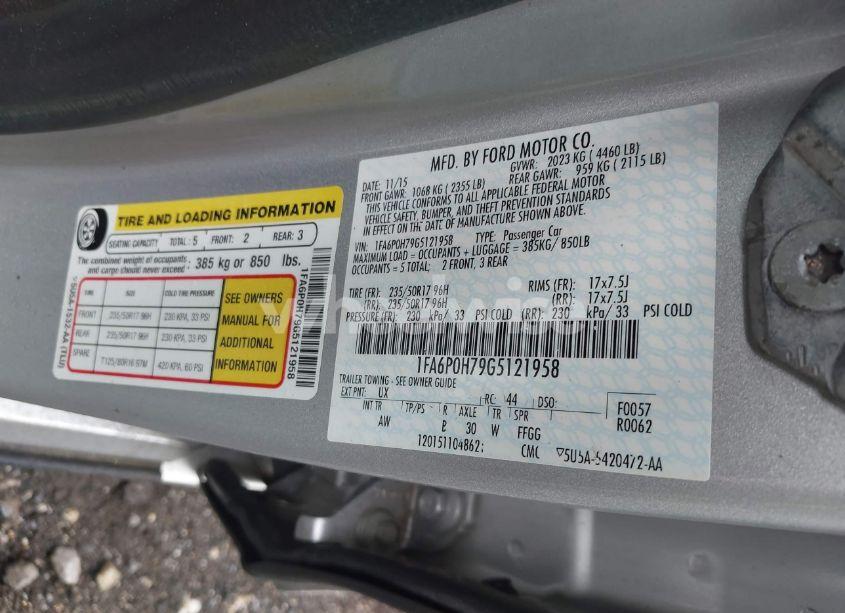 TIRE AND LOADING INFORMATION
SEATING CAPACITY TOTAL: 5 FRONT: 2 REAR: 3
The combined weight of occupants and cargo should never exceed 385 kg or 850 lbs.
TIRE SIZE COLD TIRE PRESSURE
FRONT 235/50R17 96H 230 KPA, 33 PSI
REAR 235/50R17 96H 230 KPA, 33 PSI
SPARE T125/80R16 97M 420 KPA, 60 PSI
SEE OWNERS
MANUAL FOR
ADDITIONAL
INFORMATION
5U5A-1532-AA (TLU)
1FA6P0H79G5121958
MFD. BY FORD MOTOR CO.
DATE: 11/15 GVWR: 2023 KG ( 4460 LB)
FRONT GAWR: 1068 KG ( 2355 LB) REAR GAWR: 959 KG ( 2115 LB)
THIS VEHICLE CONFORMS TO ALL APPLICABLE FEDERAL MOTOR
VEHICLE SAFETY, BUMPER, AND THEFT PREVENTION STANDARDS
IN EFFECT ON THE DATE OF MANUFACTURE SHOWN ABOVE.
VIN: 1FA6P0H79G5121958 TYPE: Passenger Car
MAXIMUM LOAD = OCCUPANTS + LUGGAGE = 385KG/ 850LB
OCCUPANTS = 5 TOTAL: 2 FRONT, 3 REAR
TIRE (FR): 235/50R17 96H RIMS (FR): 17x7.5J
(RR): 235/50R17 96H (RR): 17x7.5J
PRESSURE (FR): 230 kPa/ 33 PSI COLD (RR): 230 kPa/ 33 PSI COLD
1FA6P0H79G5121958
TRAILER TOWING - SEE OWNER GUIDE
EXT PNT: UX RC: 44 DSO: F0057
INT TR TP/PS R AXLE TR SPR R0062
AW B 30 W FFGG
120151104862; CMC 5U5A-5420472-AA